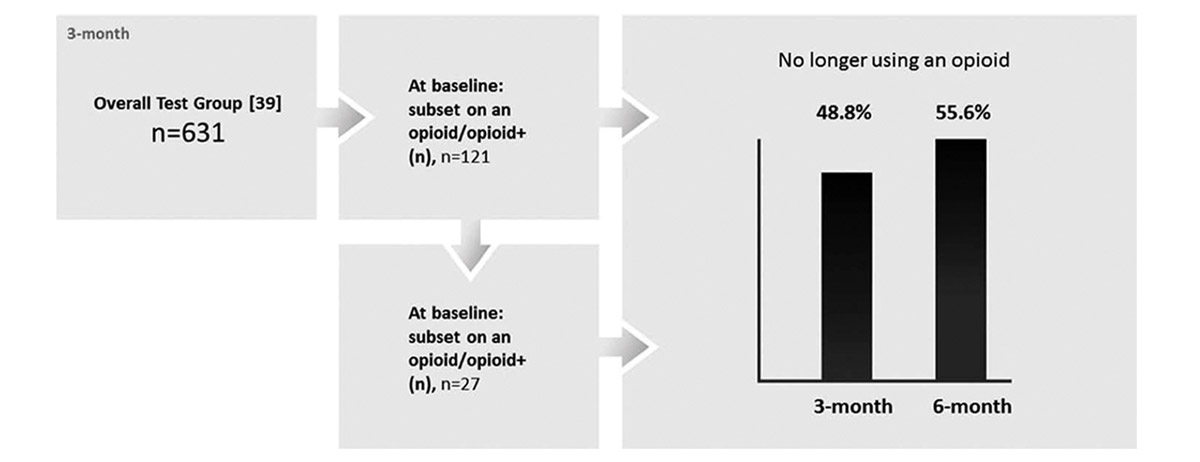 3-month
Overall Test Group [39]
n=631
At baseline:
subset on an
opioid/opioid+
(n), n=121
At baseline:
subset on an
opioid/opioid+
(n), n=27
No longer using an opioid
48.8% 55.6%
3-month 6-month